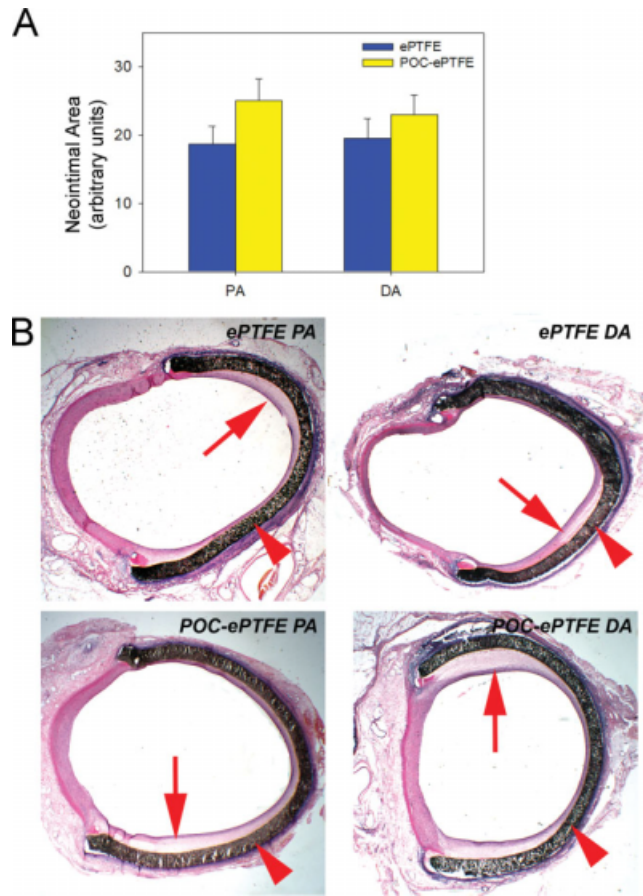 A
ePTFE
POC-ePTFE
Neointimal Area
(arbitrary units)
30
20
10
0
PA
DA
B
ePTFE PA
ePTFE DA
POC-ePTFE PA
POC-ePTFE DA